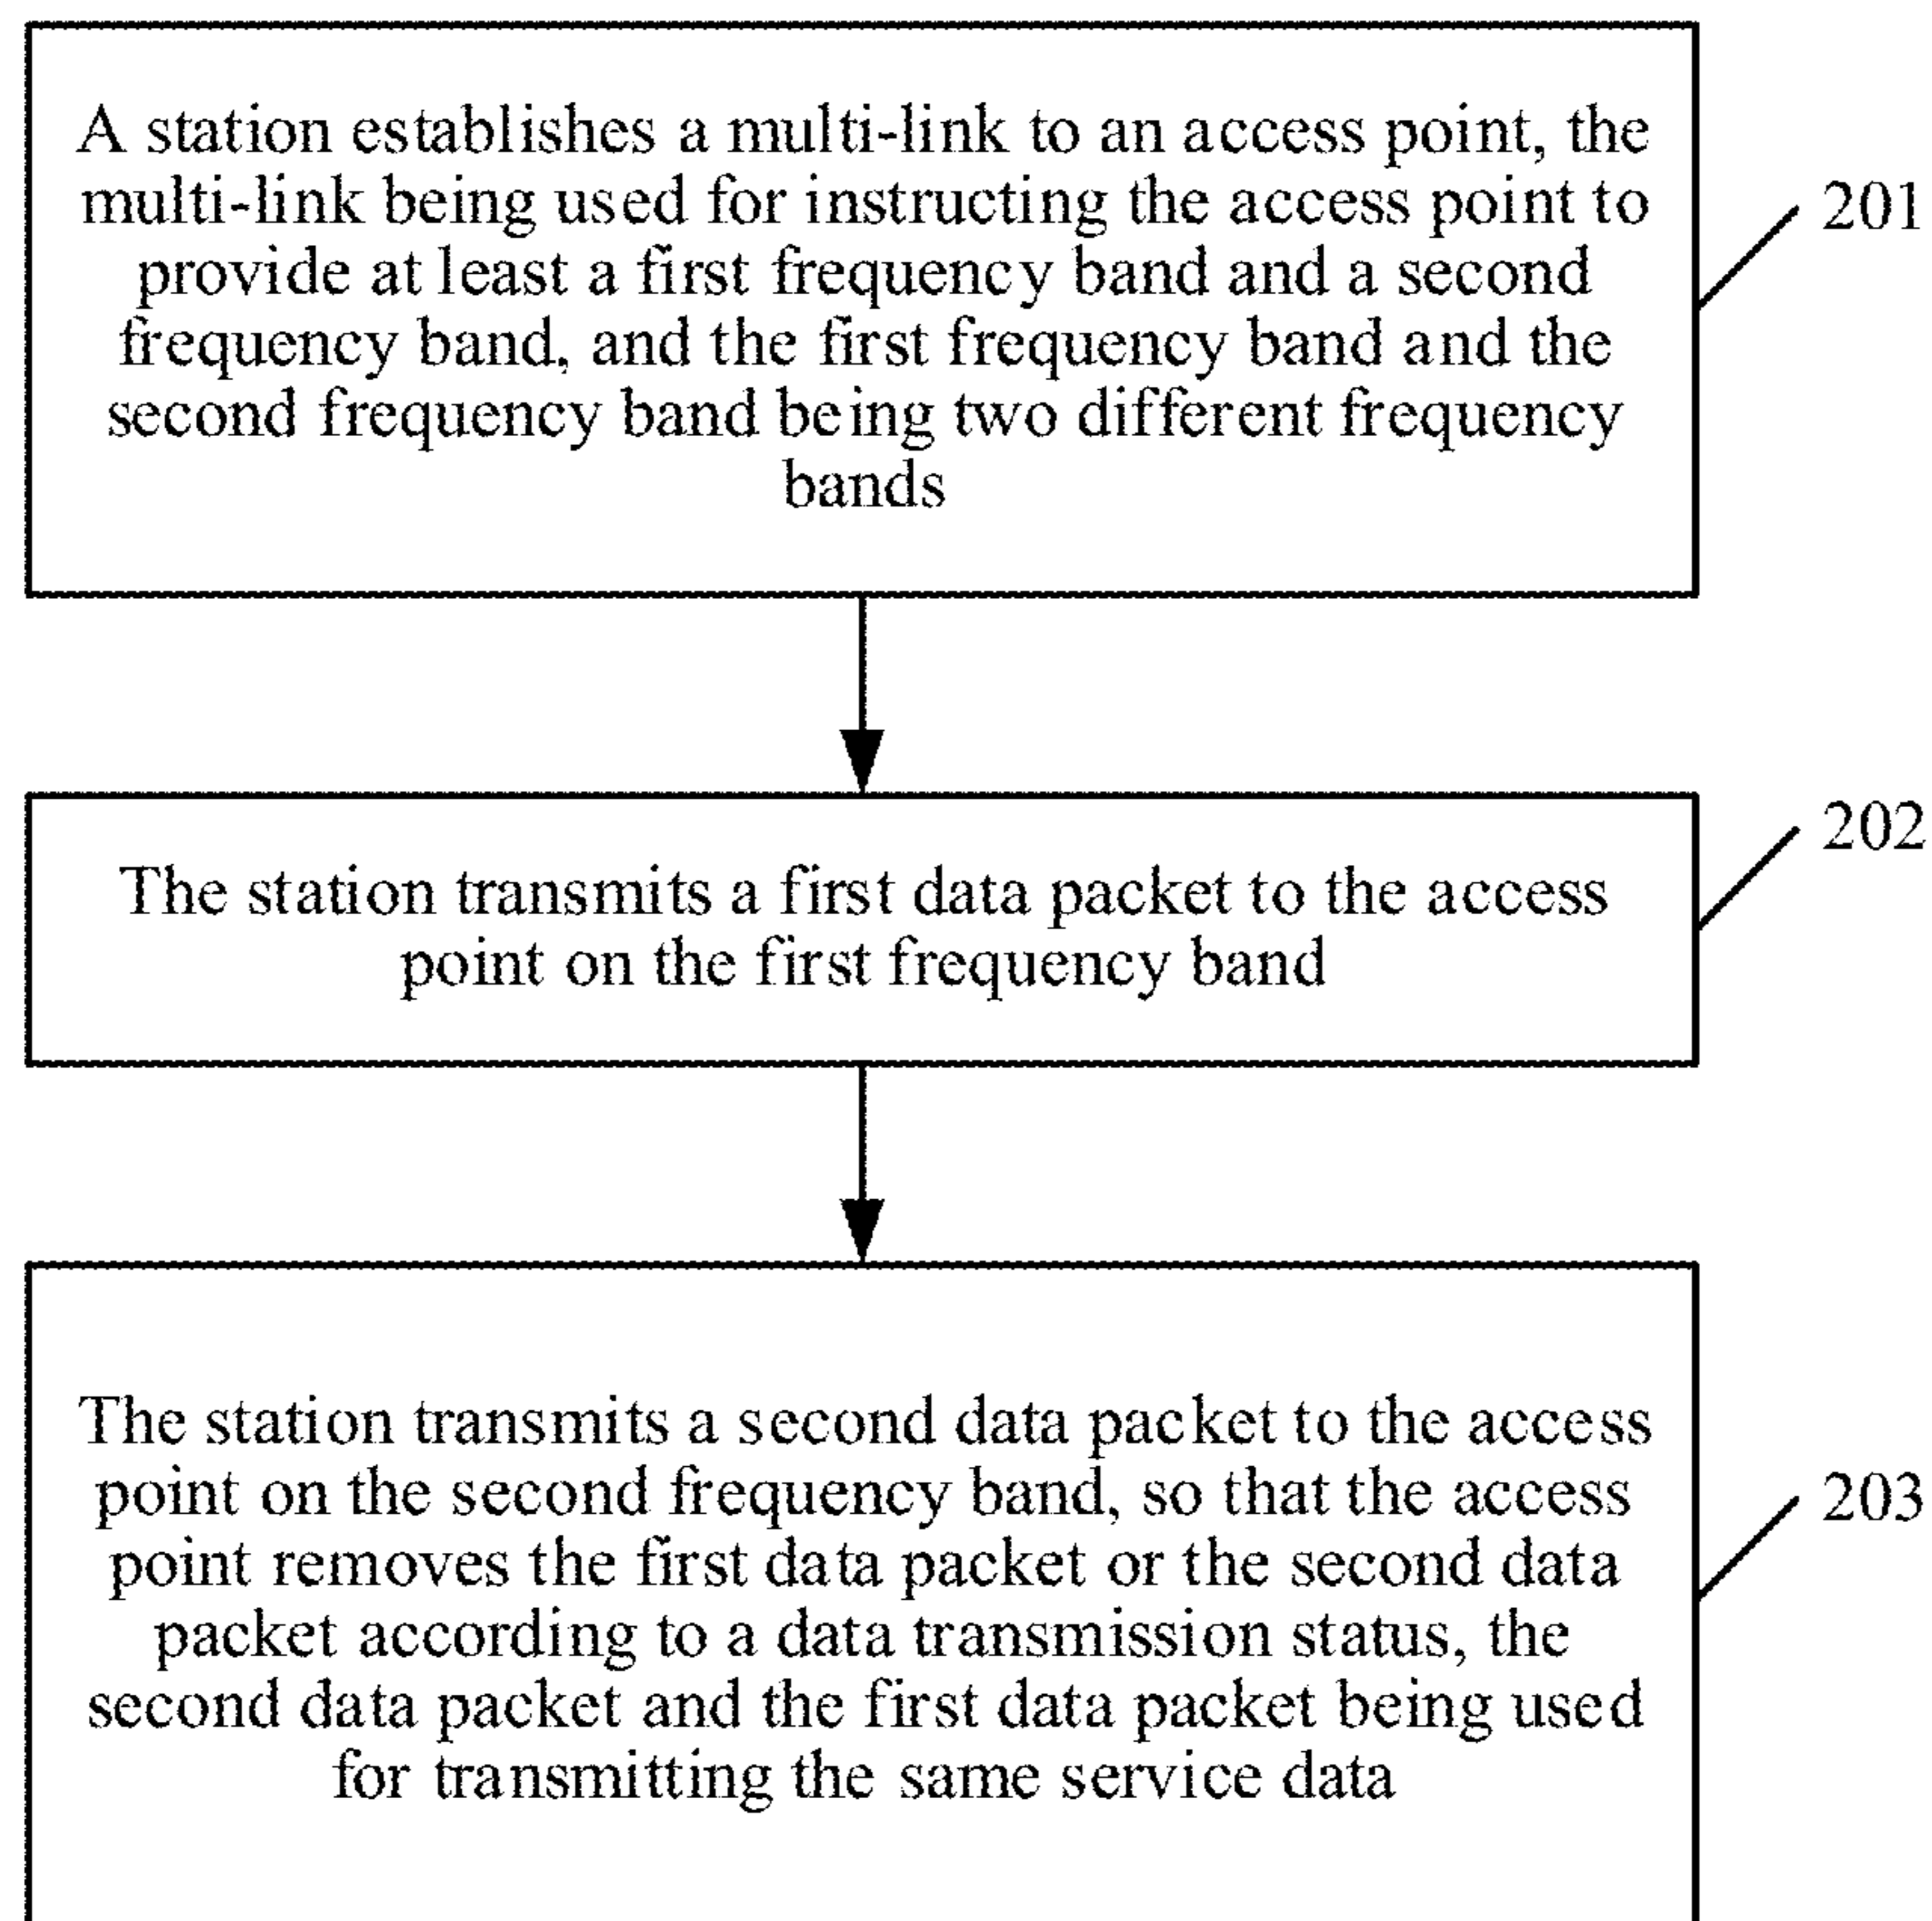 A station establishes a multi-link to an access point, the
multi-link being used for instructing the access point to
provide at least a first frequency band and a second
frequency band, and the first frequency band and the
second frequency band being two different frequency
bands
201
The station transmits a first data packet to the access
point on the first frequency band
202
The station transmits a second data packet to the access
point on the second frequency band, so that the access
point removes the first data packet or the second data
packet according to a data transmission status, the
second data packet and the first data packet being used
for transmitting the same service data
203